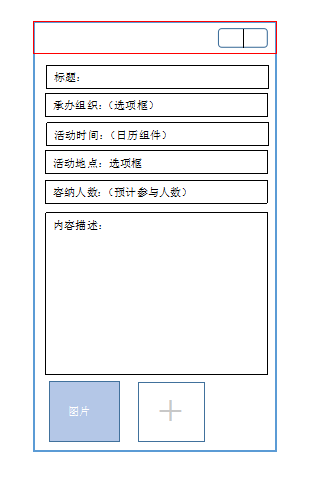 标题：
承办组织：（选项框）
活动时间：（日历组件）
活动地点：选项框
容纳人数：（预计参与人数）
内容描述：
图片